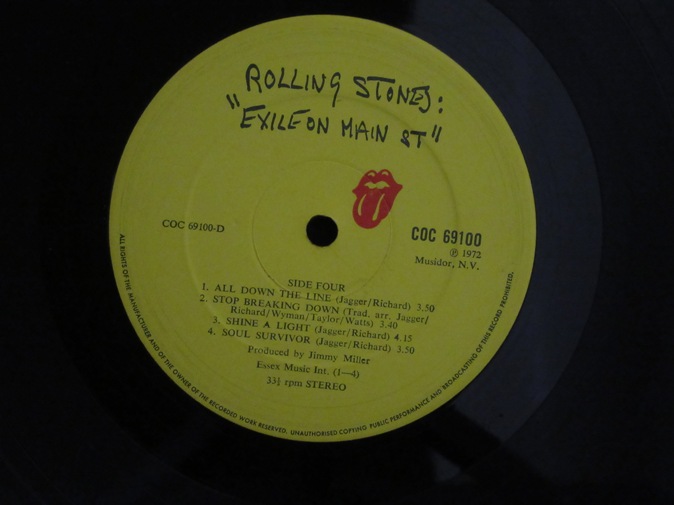 ROLLING STONES:
"EXILE ON MAIN ST"
COC 69100-D
COC 69100
℗ 1972
Musidor, N.V.
SIDE FOUR
1. ALL DOWN THE LINE (Jagger/Richard) 3.50
2. STOP BREAKING DOWN (Trad. arr. Jagger/
Richard/Wyman/Taylor/Watts) 3.40
3. SHINE A LIGHT (Jagger/Richard) 4.15
4. SOUL SURVIVOR (Jagger/Richard) 3.50
Produced by Jimmy Miller
Essex Music Int. (1—4)
33⅓ rpm STEREO
ALL RIGHTS OF THE MANUFACTURER AND OF THE OWNER OF THE RECORDED WORK RESERVED. UNAUTHORISED COPYING PUBLIC PERFORMANCE AND BROADCASTING OF THIS RECORD PROHIBITED.